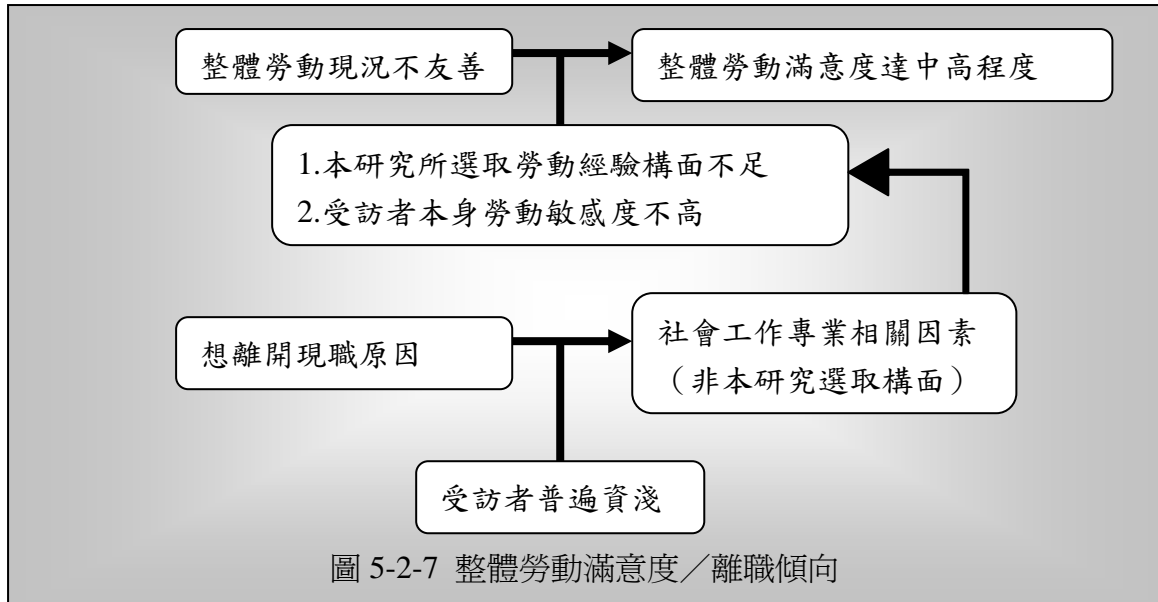 整體勞動現況不友善
整體勞動滿意度達中高程度
1.本研究所選取勞動經驗構面不足
2.受訪者本身勞動敏感度不高
想離開現職原因
社會工作專業相關因素
（非本研究選取構面）
受訪者普遍資淺
圖 5-2-7 整體勞動滿意度／離職傾向